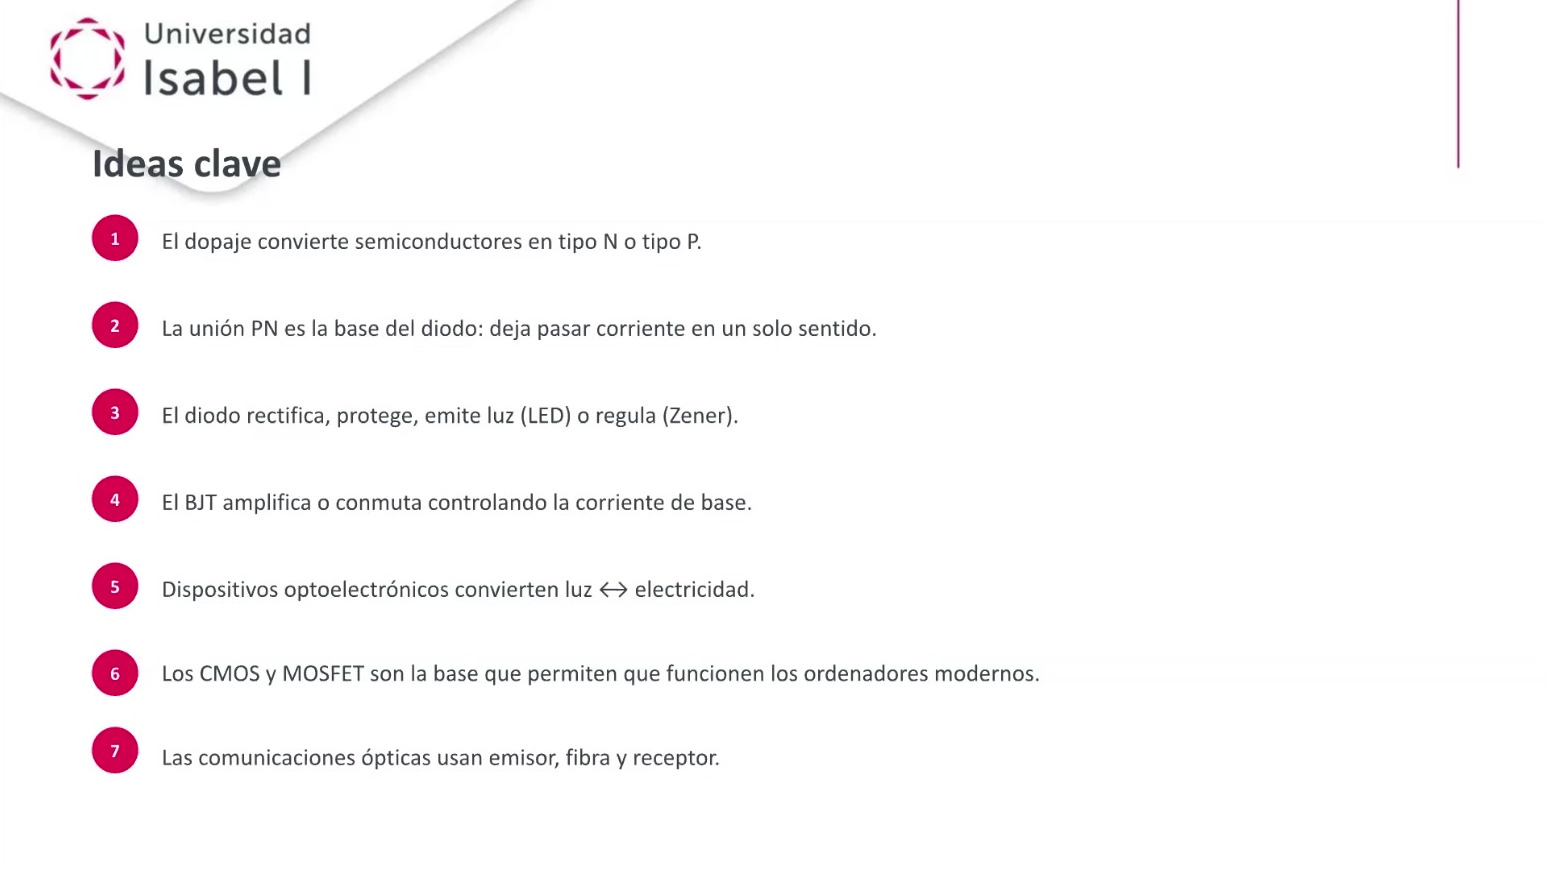 Universidad
Isabel I
Ideas clave
1 El dopaje convierte semiconductores en tipo N o tipo P.
2 La unión PN es la base del diodo: deja pasar corriente en un solo sentido.
3 El diodo rectifica, protege, emite luz (LED) o regula (Zener).
4 El BJT amplifica o conmuta controlando la corriente de base.
5 Dispositivos optoelectrónicos convierten luz ↔ electricidad.
6 Los CMOS y MOSFET son la base que permiten que funcionen los ordenadores modernos.
7 Las comunicaciones ópticas usan emisor, fibra y receptor.